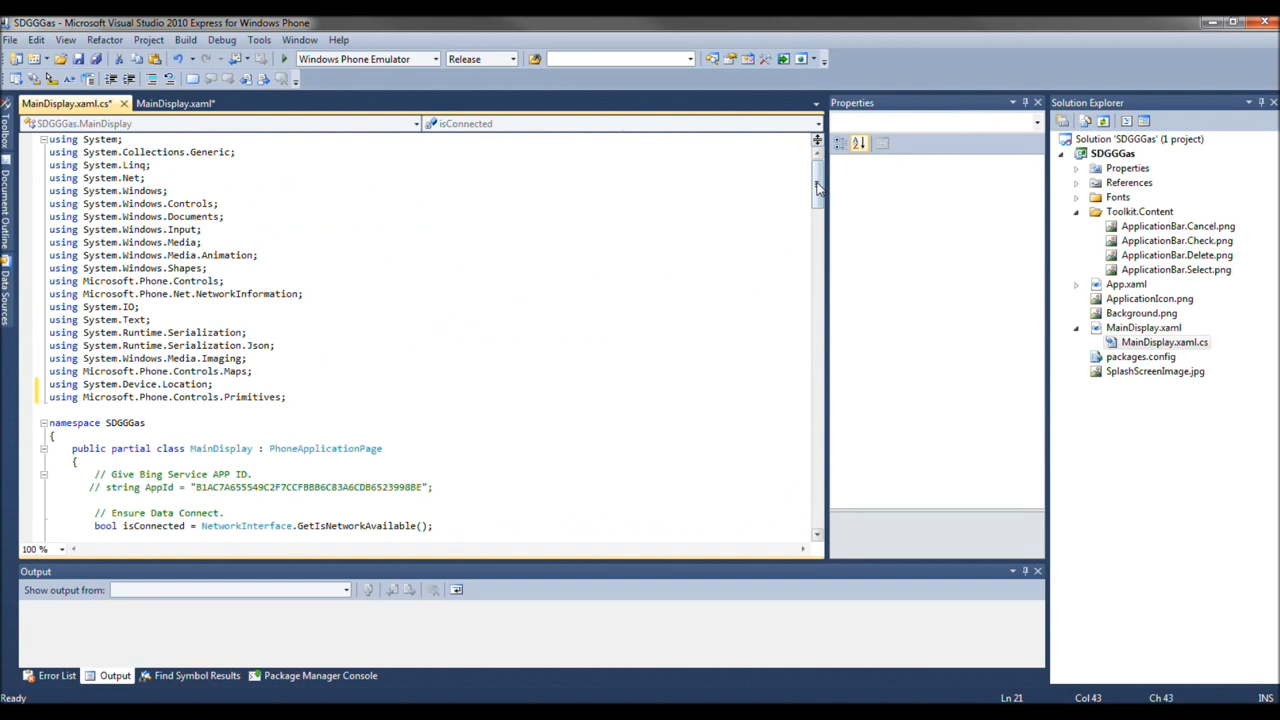 SDGGGas - Microsoft Visual Studio 2010 Express for Windows Phone
File Edit View Refactor Project Build Debug Tools Window Help
Windows Phone Emulator Release
MainDisplay.xaml.cs* MainDisplay.xaml*
SDGGGas.MainDisplay isConnected
using System;
using System.Collections.Generic;
using System.Linq;
using System.Net;
using System.Windows;
using System.Windows.Controls;
using System.Windows.Documents;
using System.Windows.Input;
using System.Windows.Media;
using System.Windows.Media.Animation;
using System.Windows.Shapes;
using Microsoft.Phone.Controls;
using Microsoft.Phone.Net.NetworkInformation;
using System.IO;
using System.Text;
using System.Runtime.Serialization;
using System.Runtime.Serialization.Json;
using System.Windows.Media.Imaging;
using Microsoft.Phone.Controls.Maps;
using System.Device.Location;
using Microsoft.Phone.Controls.Primitives;
namespace SDGGGas
{
public partial class MainDisplay : PhoneApplicationPage
{
// Give Bing Service APP ID.
// string AppId = "B1AC7A655549C2F7CCFBBB6C83A6CDB6523998BE";
// Ensure Data Connect.
bool isConnected = NetworkInterface.GetIsNetworkAvailable();
100 %
Toolbox
Document Outline
Data Sources
Properties
Solution Explorer
Solution 'SDGGGas' (1 project)
SDGGGas
Properties
References
Fonts
Toolkit.Content
ApplicationBar.Cancel.png
ApplicationBar.Check.png
ApplicationBar.Delete.png
ApplicationBar.Select.png
App.xaml
ApplicationIcon.png
Background.png
MainDisplay.xaml
MainDisplay.xaml.cs
packages.config
SplashScreenImage.jpg
Output
Show output from:
Error List Output Find Symbol Results Package Manager Console
Ready Ln 21 Col 43 Ch 43 INS